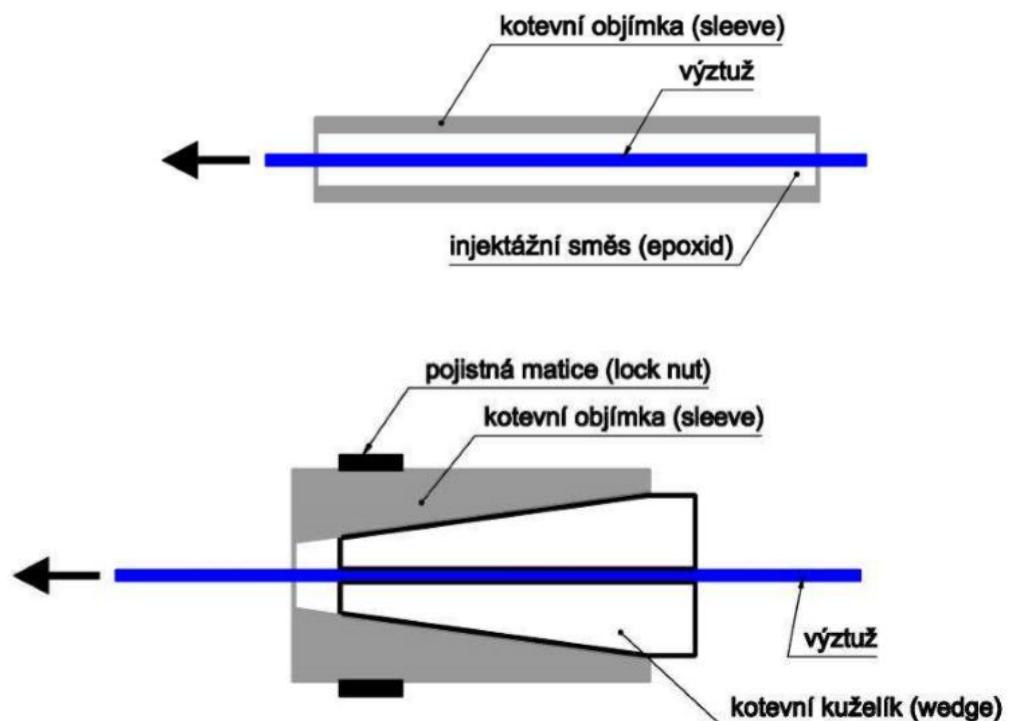 kotevní objímka (sleeve)
výztuž
injektážní směs (epoxid)
pojistná matice (lock nut)
kotevní objímka (sleeve)
výztuž
kotevní kuželík (wedge)